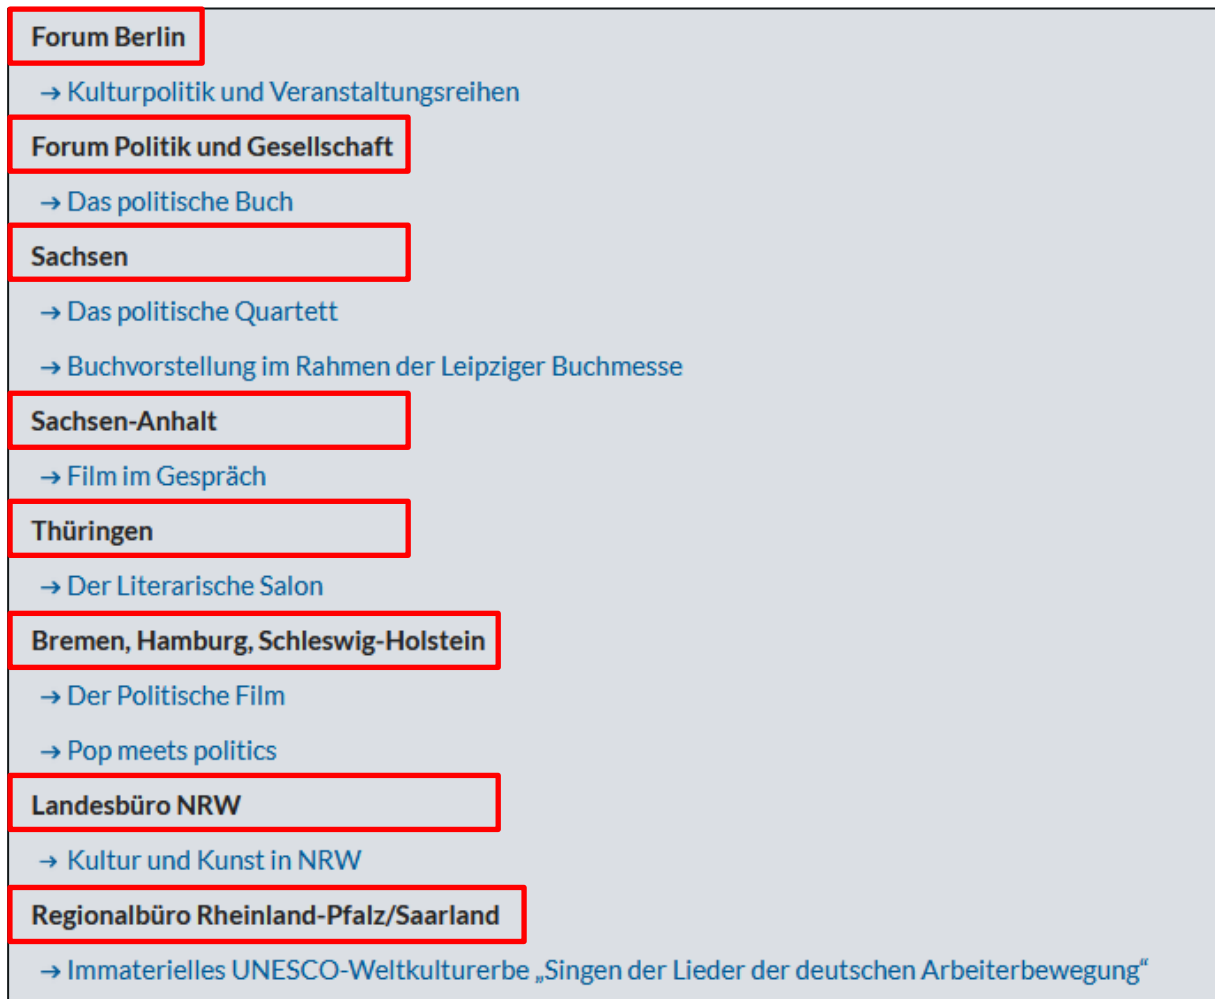 Forum Berlin
→ Kulturpolitik und Veranstaltungsreihen
Forum Politik und Gesellschaft
→ Das politische Buch
Sachsen
→ Das politische Quartett
→ Buchvorstellung im Rahmen der Leipziger Buchmesse
Sachsen-Anhalt
→ Film im Gespräch
Thüringen
→ Der Literarische Salon
Bremen, Hamburg, Schleswig-Holstein
→ Der Politische Film
→ Pop meets politics
Landesbüro NRW
→ Kultur und Kunst in NRW
Regionalbüro Rheinland-Pfalz/Saarland
→ Immaterielles UNESCO-Weltkulturerbe „Singen der Lieder der deutschen Arbeiterbewegung“